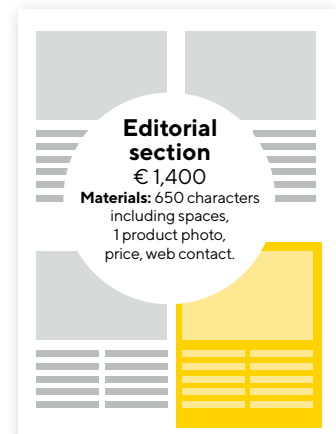 Editorial
section
€ 1,400
Materials: 650 characters
including spaces,
1 product photo,
price, web contact.